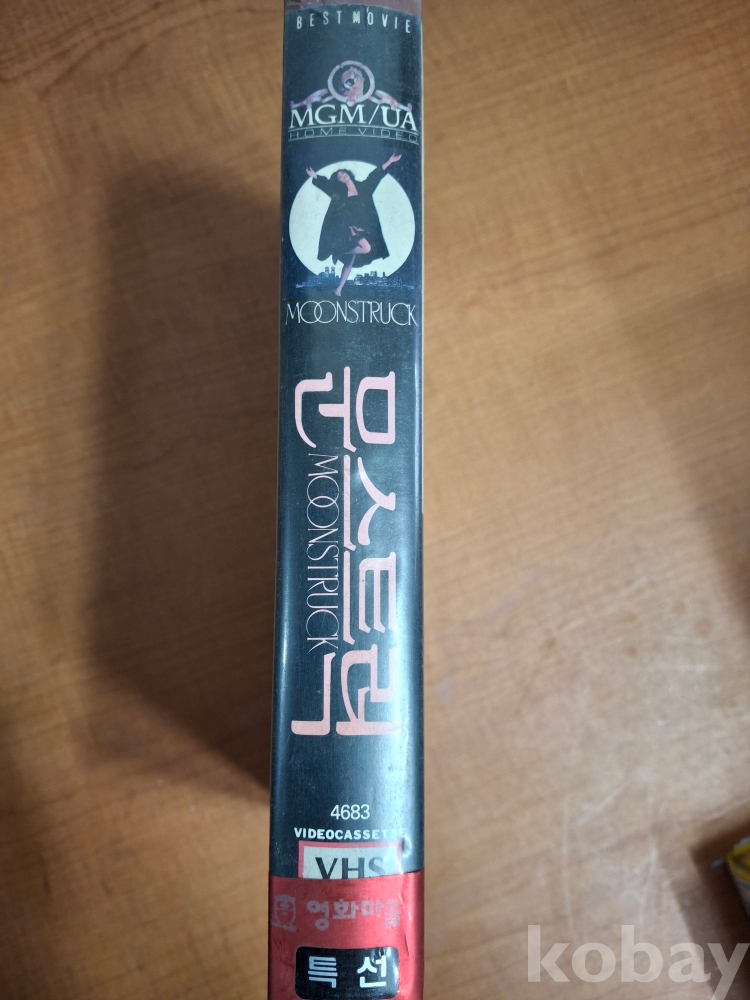 BEST MOVIE
MGM/UA
HOME VIDEO
MOONSTRUCK
문스트럭
MOONSTRUCK
4683
VIDEOCASSETTE
VHS
영화마을
특선
kobay